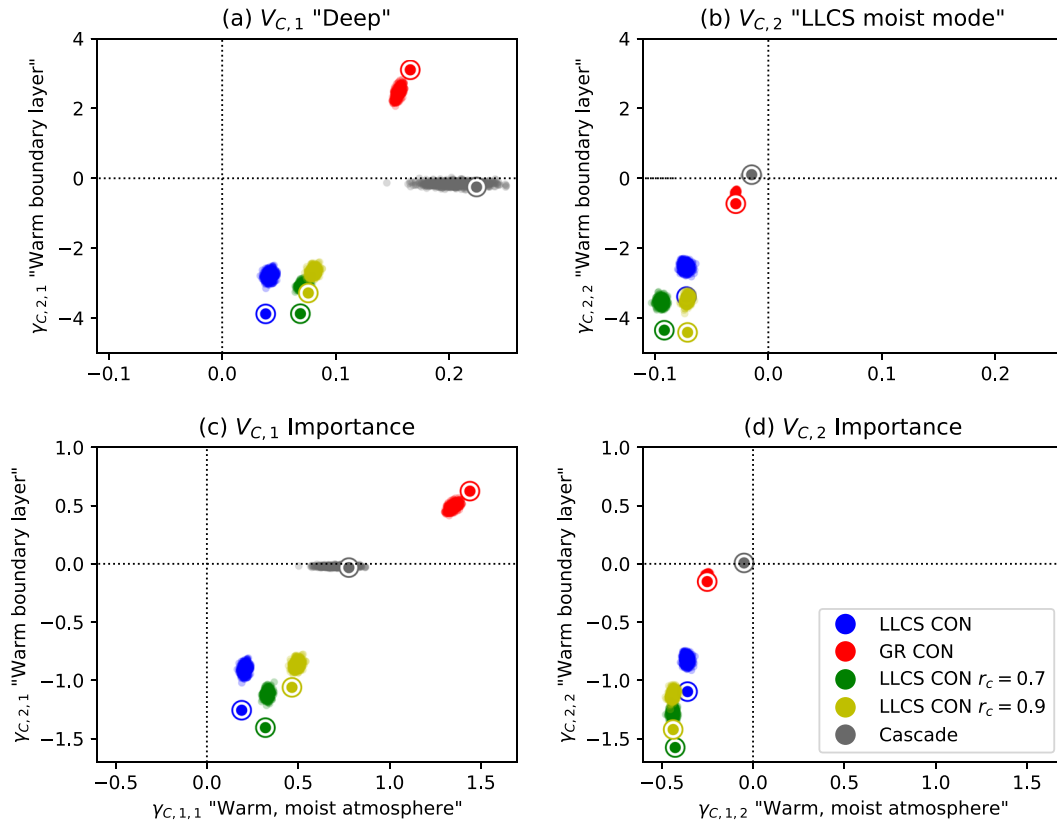 (a) V_{C,1} "Deep"
γ_{C,2,1} "Warm boundary layer"
4
2
0
−2
−4
−0.1
0.0
0.1
0.2
(b) V_{C,2} "LLCS moist mode"
γ_{C,2,2} "Warm boundary layer"
4
2
0
−2
−4
−0.1
0.0
0.1
0.2
(c) V_{C,1} Importance
γ_{C,2,1} "Warm boundary layer"
1.0
0.5
0.0
−0.5
−1.0
−1.5
−0.5
0.0
0.5
1.0
1.5
γ_{C,1,1} "Warm, moist atmosphere"
(d) V_{C,2} Importance
γ_{C,2,2} "Warm boundary layer"
1.0
0.5
0.0
−0.5
−1.0
−1.5
LLCS CON
GR CON
LLCS CON r_c = 0.7
LLCS CON r_c = 0.9
Cascade
−0.5
0.0
0.5
1.0
1.5
γ_{C,1,2} "Warm, moist atmosphere"